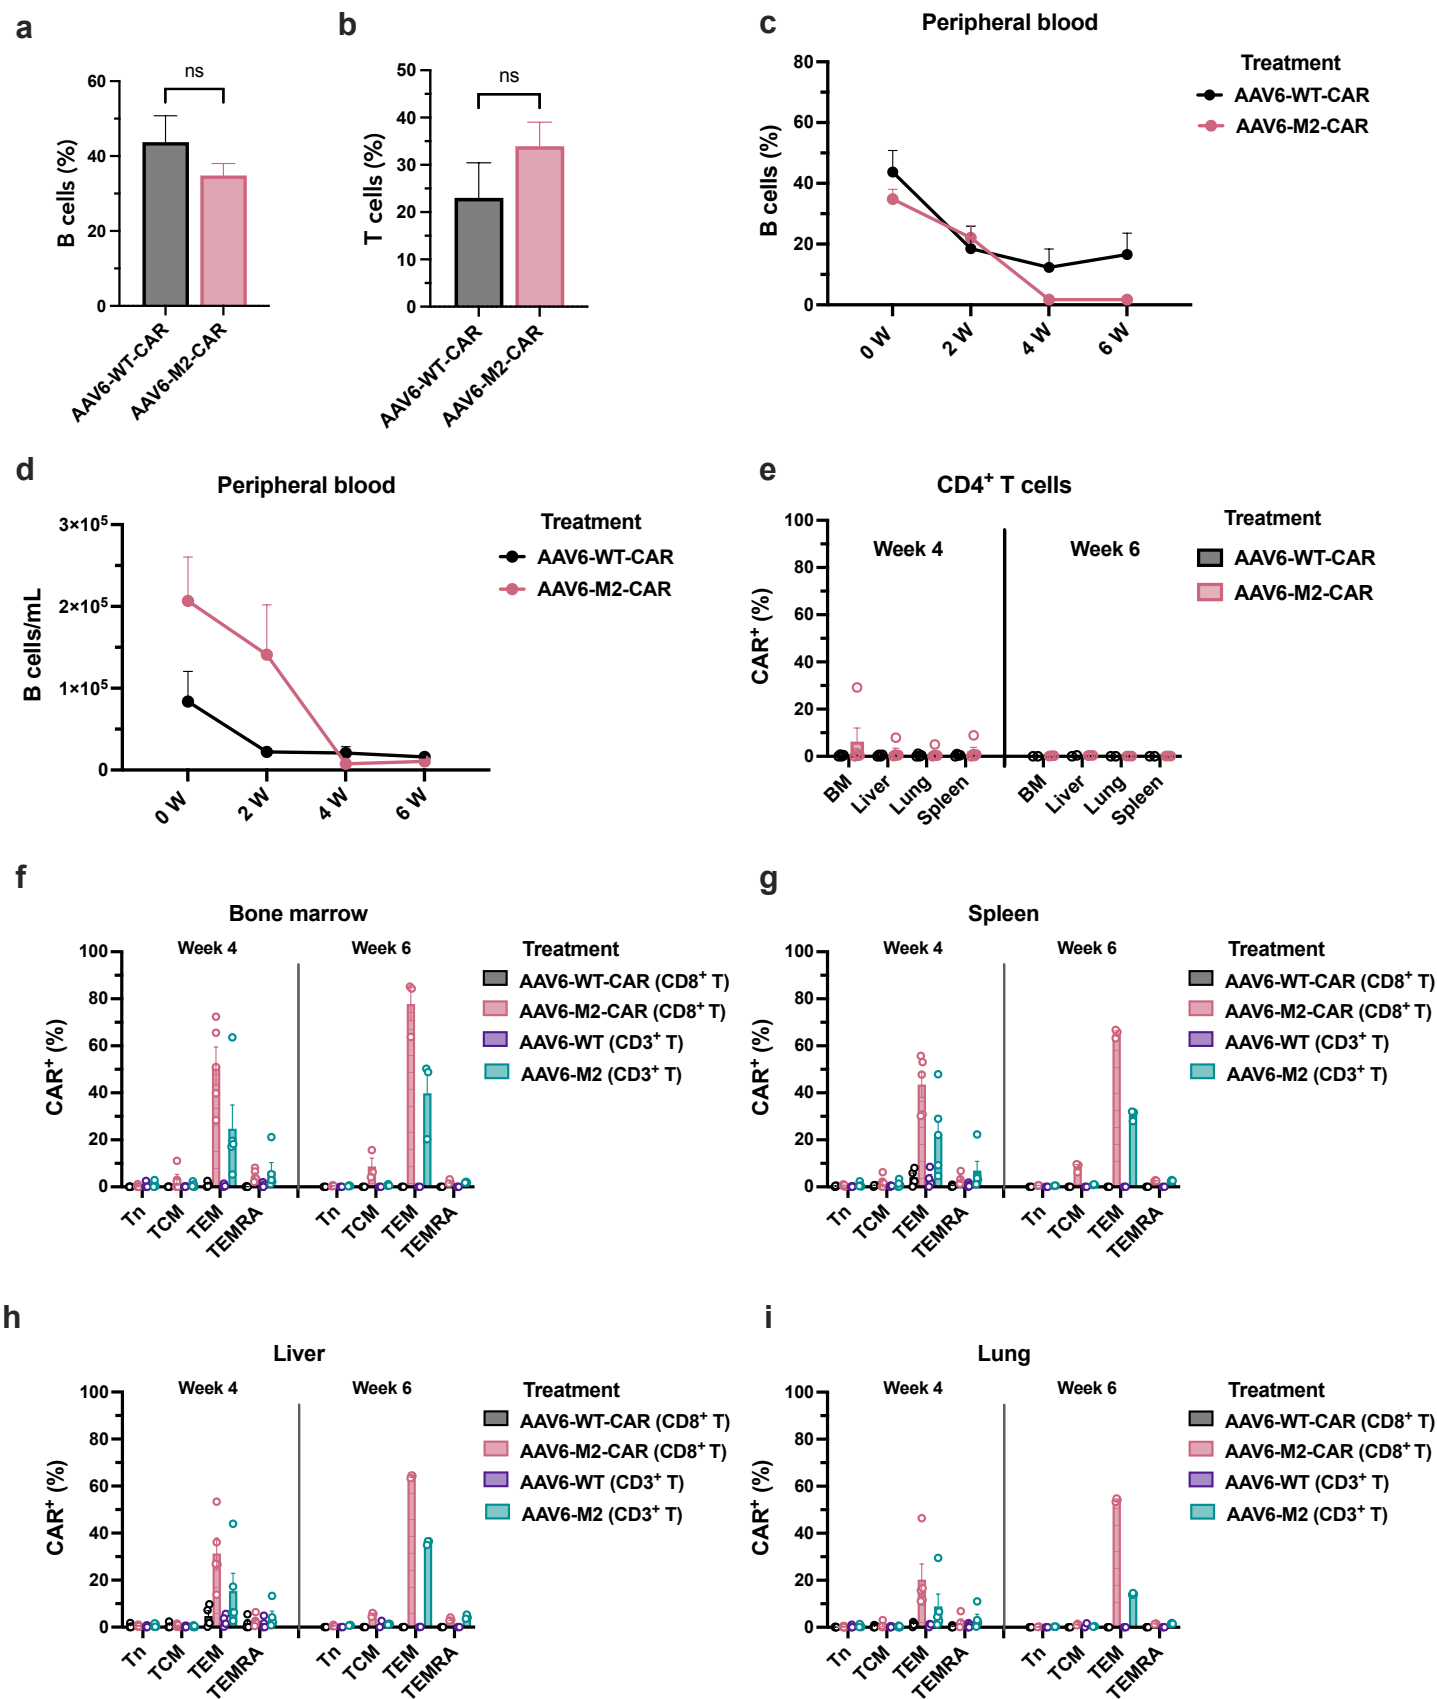 a
ns
B cells (%)
60
40
20
0
AAV6-WT-CAR
AAV6-M2-CAR
b
ns
T cells (%)
50
40
30
20
10
0
AAV6-WT-CAR
AAV6-M2-CAR
c
Peripheral blood
B cells (%)
80
60
40
20
0
0 W
2 W
4 W
6 W
Treatment
AAV6-WT-CAR
AAV6-M2-CAR
d
Peripheral blood
B cells/mL
3×10⁵
2×10⁵
1×10⁵
0
0 W
2 W
4 W
6 W
Treatment
AAV6-WT-CAR
AAV6-M2-CAR
e
CD4⁺ T cells
CAR⁺ (%)
100
80
60
40
20
0
Week 4
Week 6
BM
Liver
Lung
Spleen
BM
Liver
Lung
Spleen
Treatment
AAV6-WT-CAR
AAV6-M2-CAR
f
Bone marrow
CAR⁺ (%)
100
80
60
40
20
0
Week 4
Week 6
Tn
TCM
TEM
TEMRA
Tn
TCM
TEM
TEMRA
Treatment
AAV6-WT-CAR (CD8⁺ T)
AAV6-M2-CAR (CD8⁺ T)
AAV6-WT (CD3⁺ T)
AAV6-M2 (CD3⁺ T)
g
Spleen
CAR⁺ (%)
100
80
60
40
20
0
Week 4
Week 6
Tn
TCM
TEM
TEMRA
Tn
TCM
TEM
TEMRA
Treatment
AAV6-WT-CAR (CD8⁺ T)
AAV6-M2-CAR (CD8⁺ T)
AAV6-WT (CD3⁺ T)
AAV6-M2 (CD3⁺ T)
h
Liver
CAR⁺ (%)
100
80
60
40
20
0
Week 4
Week 6
Tn
TCM
TEM
TEMRA
Tn
TCM
TEM
TEMRA
Treatment
AAV6-WT-CAR (CD8⁺ T)
AAV6-M2-CAR (CD8⁺ T)
AAV6-WT (CD3⁺ T)
AAV6-M2 (CD3⁺ T)
i
Lung
CAR⁺ (%)
100
80
60
40
20
0
Week 4
Week 6
Tn
TCM
TEM
TEMRA
Tn
TCM
TEM
TEMRA
Treatment
AAV6-WT-CAR (CD8⁺ T)
AAV6-M2-CAR (CD8⁺ T)
AAV6-WT (CD3⁺ T)
AAV6-M2 (CD3⁺ T)